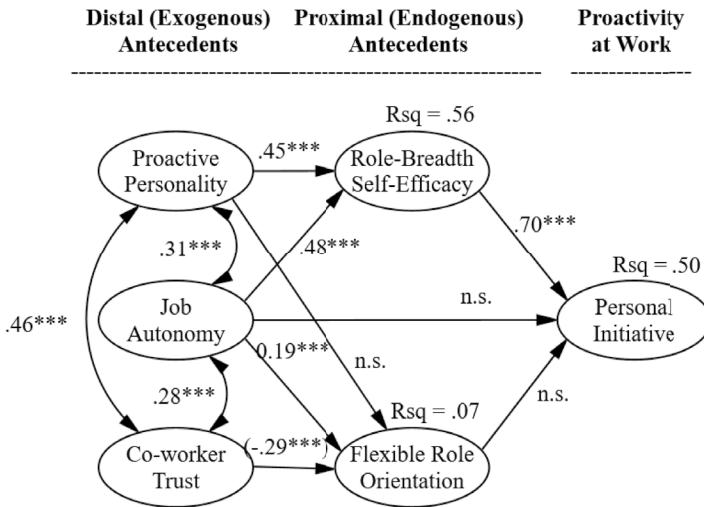 Distal (Exogenous) Proximal (Endogenous) Proactivity
Antecedents Antecedents at Work
Rsq = .56
Proactive
Personality
.45***
Role-Breadth
Self-Efficacy
.31***
.48***
.70***
Rsq = .50
.46***
Job
Autonomy
n.s.
Personal
Initiative
0.19***
n.s.
.28***
Rsq = .07
n.s.
Co-worker
Trust
(-.29***)
Flexible Role
Orientation